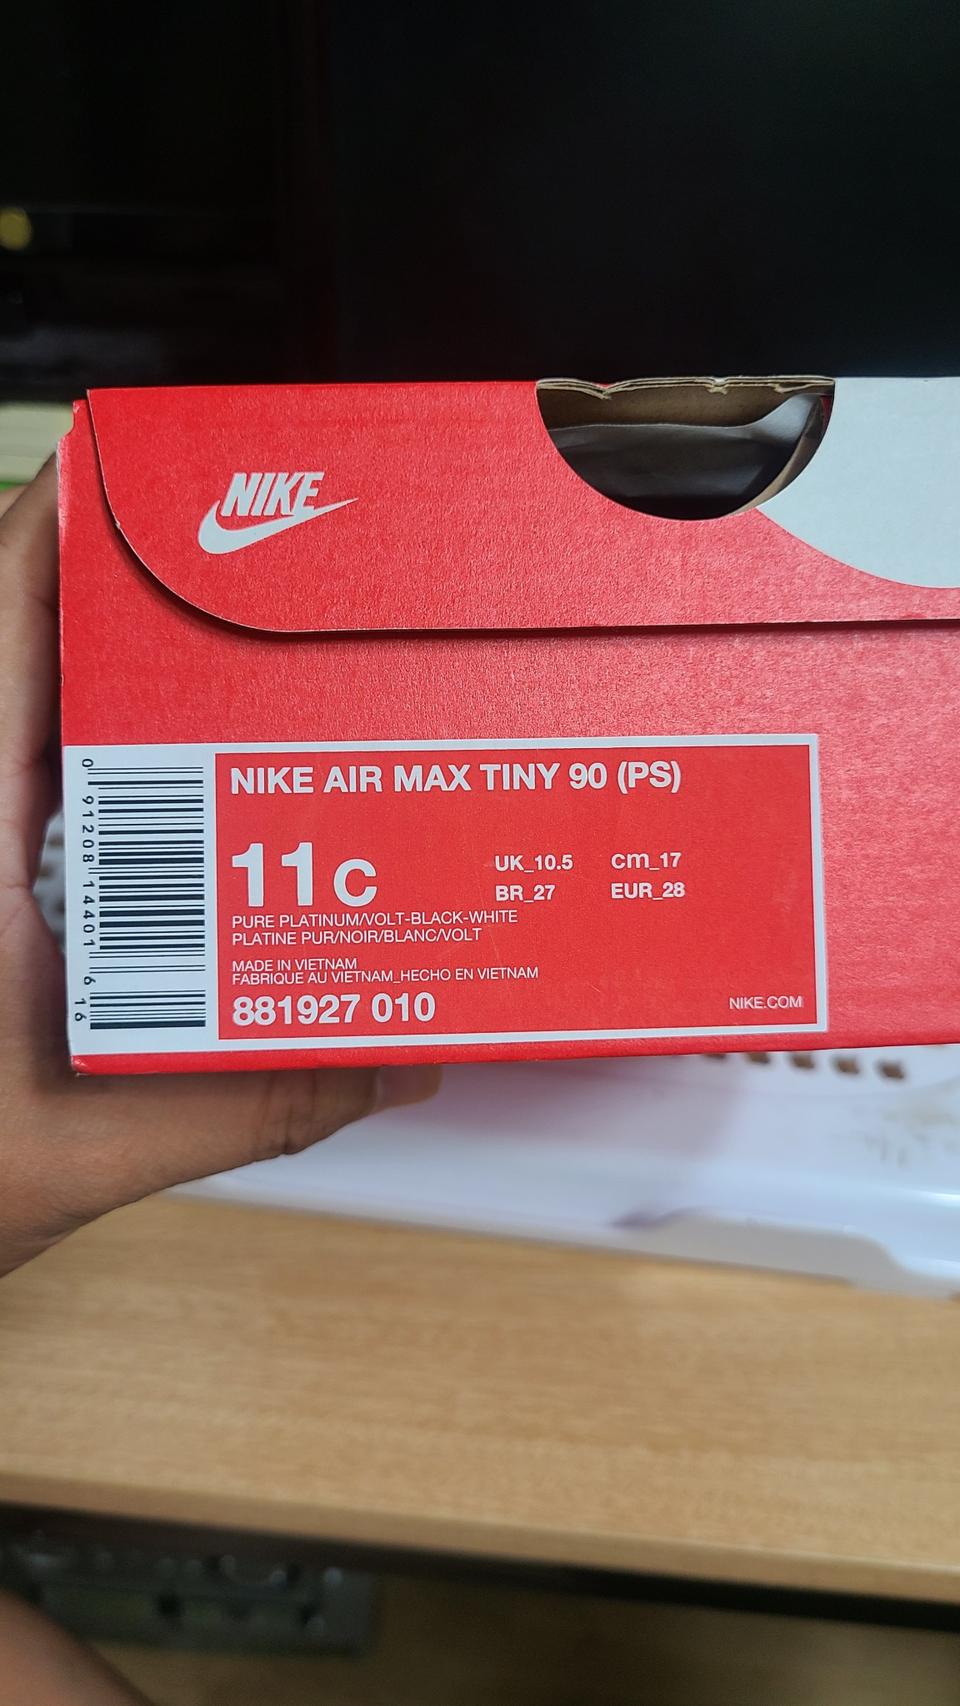 NIKE
NIKE AIR MAX TINY 90 (PS)
11C
UK_10.5 cm_17
BR_27 EUR_28
PURE PLATINUM/VOLT-BLACK-WHITE
PLATINE PUR/NOIR/BLANC/VOLT
MADE IN VIETNAM
FABRIQUE AU VIETNAM_HECHO EN VIETNAM
881927 010
NIKE.COM
0 91208 14401 6 16